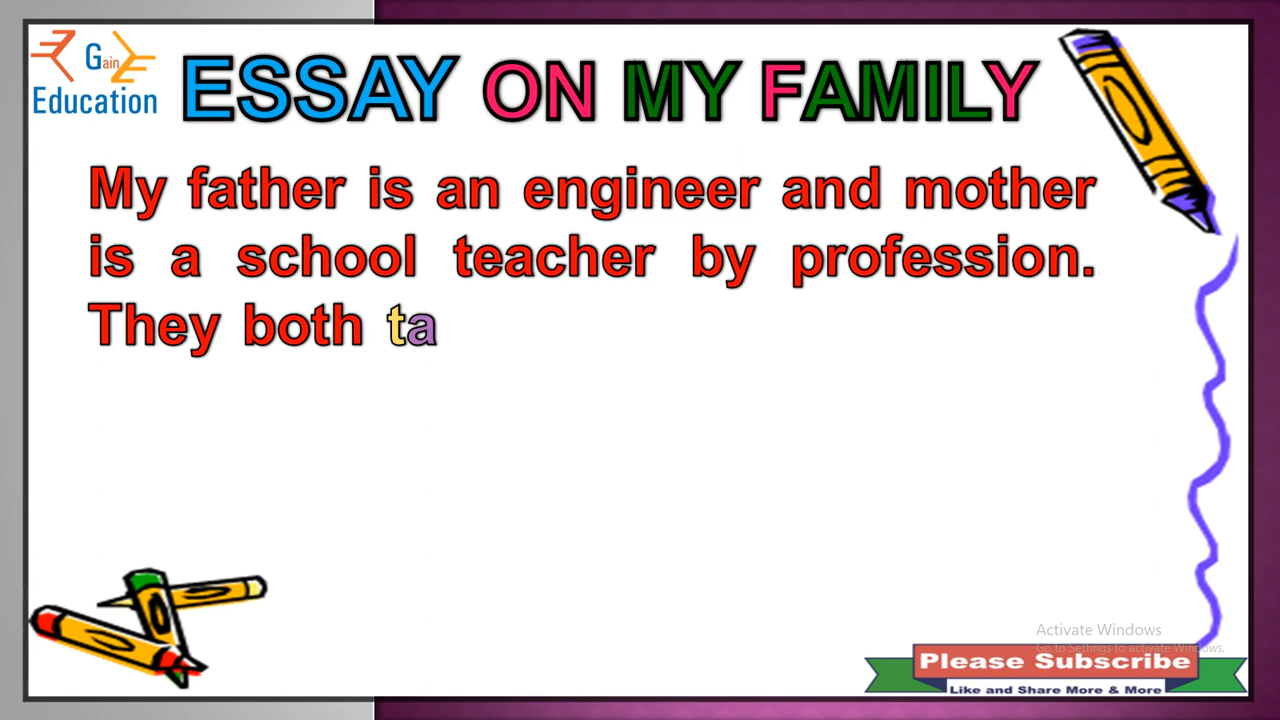 Gain
Education
ESSAY ON MY FAMILY
My father is an engineer and mother
is a school teacher by profession.
They both ta
Activate Windows
Go to Settings to activate Windows.
Please Subscribe
Like and Share More & More